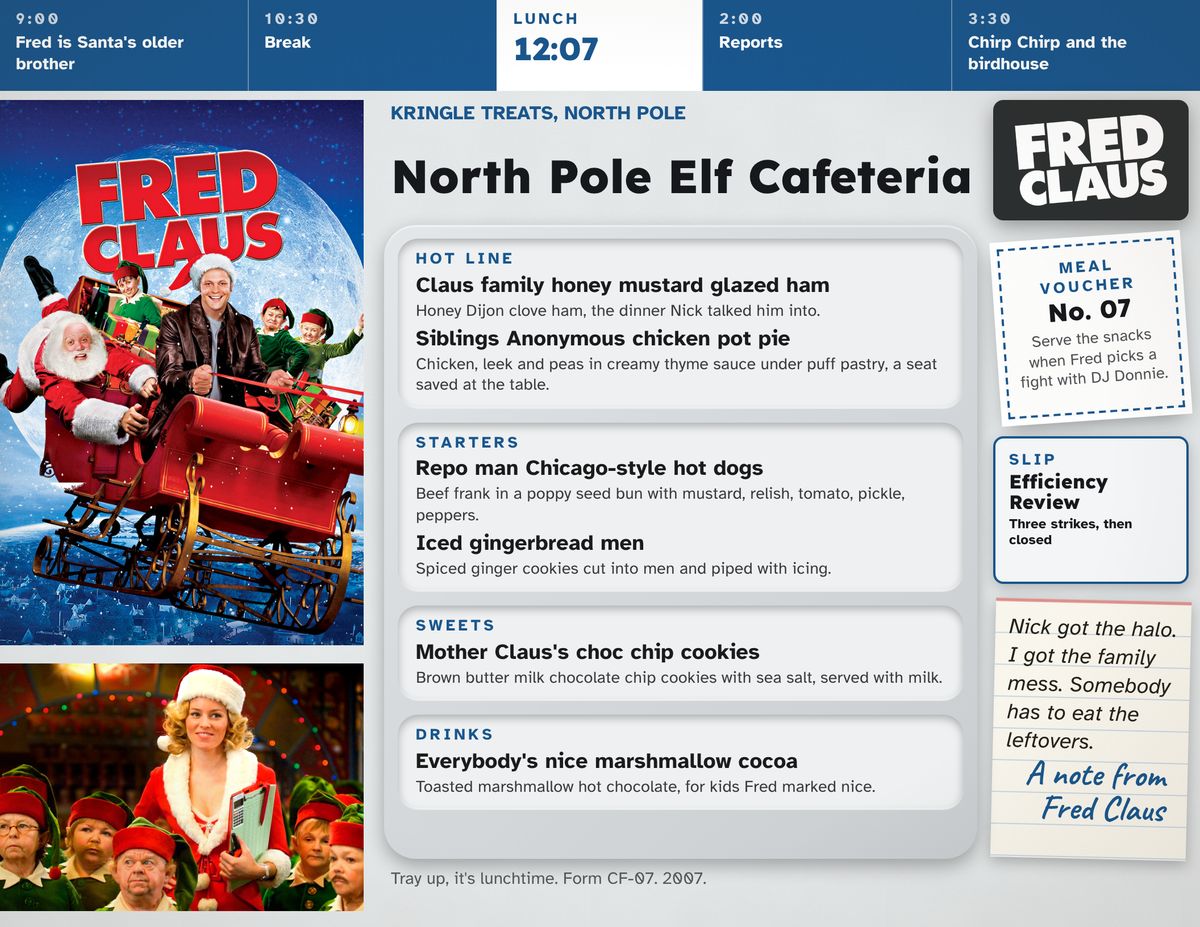 9:00
Fred is Santa's older
brother
10:30
Break
LUNCH
12:07
2:00
Reports
3:30
Chirp Chirp and the
birdhouse
FRED
CLAUS
KRINGLE TREATS, NORTH POLE
North Pole Elf Cafeteria
HOT LINE
Claus family honey mustard glazed ham
Honey Dijon clove ham, the dinner Nick talked him into.
Siblings Anonymous chicken pot pie
Chicken, leek and peas in creamy thyme sauce under puff pastry, a seat
saved at the table.
STARTERS
Repo man Chicago-style hot dogs
Beef frank in a poppy seed bun with mustard, relish, tomato, pickle,
peppers.
Iced gingerbread men
Spiced ginger cookies cut into men and piped with icing.
SWEETS
Mother Claus's choc chip cookies
Brown butter milk chocolate chip cookies with sea salt, served with milk.
DRINKS
Everybody's nice marshmallow cocoa
Toasted marshmallow hot chocolate, for kids Fred marked nice.
Tray up, it's lunchtime. Form CF-07. 2007.
FRED
CLAUS
MEAL
VOUCHER
No. 07
Serve the snacks
when Fred picks a
fight with DJ Donnie.
SLIP
Efficiency
Review
Three strikes, then
closed
Nick got the halo.
I got the family
mess. Somebody
has to eat the
leftovers.
A note from
Fred Claus